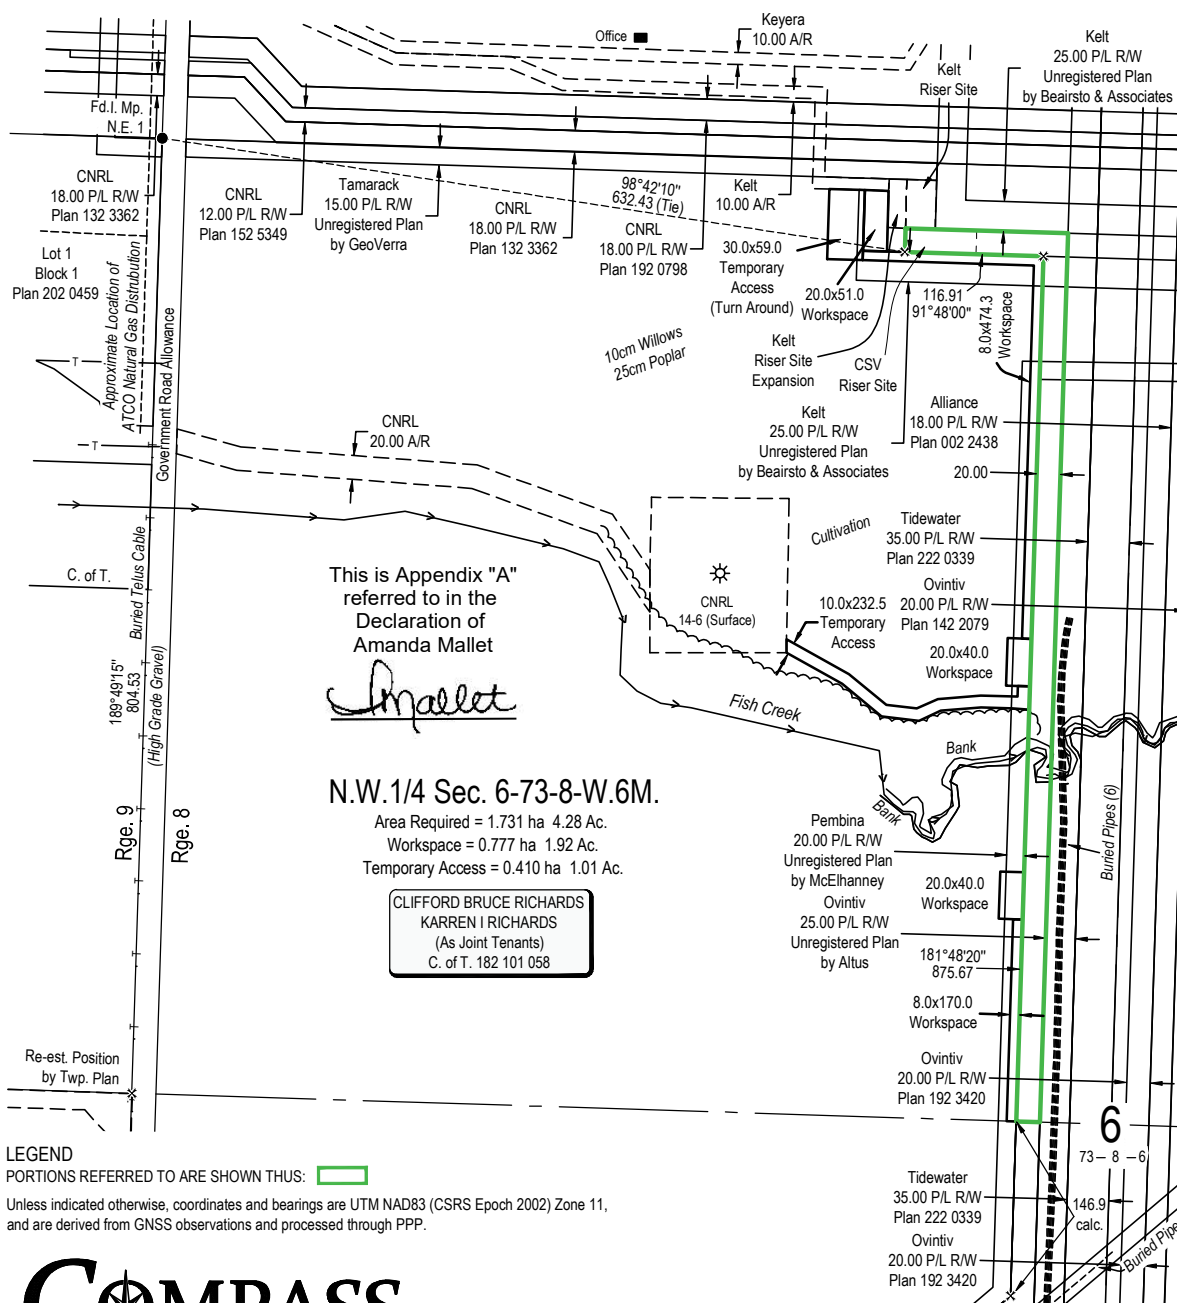 Keyera
10.00 A/R
Office
Kelt
25.00 P/L R/W
Unregistered Plan
by Beairsto & Associates
Kelt
Riser Site
Fd.I. Mp.
N.E. 1
CNRL
18.00 P/L R/W
Plan 132 3362
CNRL
12.00 P/L R/W
Plan 152 5349
Tamarack
15.00 P/L R/W
Unregistered Plan
by GeoVerra
CNRL
18.00 P/L R/W
Plan 132 3362
98°42'10"
632.43 (Tie)
CNRL
18.00 P/L R/W
Plan 192 0798
Kelt
10.00 A/R
30.0x59.0
Temporary
Access
(Turn Around)
20.0x51.0
Workspace
116.91
91°48'00"
8.0x474.3
Workspace
Lot 1
Block 1
Plan 202 0459
Approximate Location of
ATCO Natural Gas Distrubution
Government Road Allowance
T
T
10cm Willows
25cm Poplar
Kelt
Riser Site
Expansion
CSV
Riser Site
Kelt
25.00 P/L R/W
Unregistered Plan
by Beairsto & Associates
Alliance
18.00 P/L R/W
Plan 002 2438
20.00
CNRL
20.00 A/R
Cultivation
Tidewater
35.00 P/L R/W
Plan 222 0339
Ovintiv
20.00 P/L R/W
Plan 142 2079
C. of T.
Buried Telus Cable
This is Appendix "A"
referred to in the
Declaration of
Amanda Mallet
AMallet
CNRL
14-6 (Surface)
10.0x232.5
Temporary
Access
20.0x40.0
Workspace
189°49'15"
804.53
(High Grade Gravel)
Fish Creek
Bank
Bank
N.W.1/4 Sec. 6-73-8-W.6M.
Area Required = 1.731 ha 4.28 Ac.
Workspace = 0.777 ha 1.92 Ac.
Temporary Access = 0.410 ha 1.01 Ac.
Rge. 9
Rge. 8
CLIFFORD BRUCE RICHARDS
KARREN I RICHARDS
(As Joint Tenants)
C. of T. 182 101 058
Pembina
20.00 P/L R/W
Unregistered Plan
by McElhanney
Buried Pipes (6)
20.0x40.0
Workspace
Ovintiv
25.00 P/L R/W
Unregistered Plan
by Altus
181°48'20"
875.67
8.0x170.0
Workspace
Re-est. Position
by Twp. Plan
Ovintiv
20.00 P/L R/W
Plan 192 3420
6
73 – 8 – 6
LEGEND
PORTIONS REFERRED TO ARE SHOWN THUS:
Unless indicated otherwise, coordinates and bearings are UTM NAD83 (CSRS Epoch 2002) Zone 11,
and are derived from GNSS observations and processed through PPP.
Tidewater
35.00 P/L R/W
Plan 222 0339
146.9
calc.
Ovintiv
20.00 P/L R/W
Plan 192 3420
Buried Pipe
COMPASS